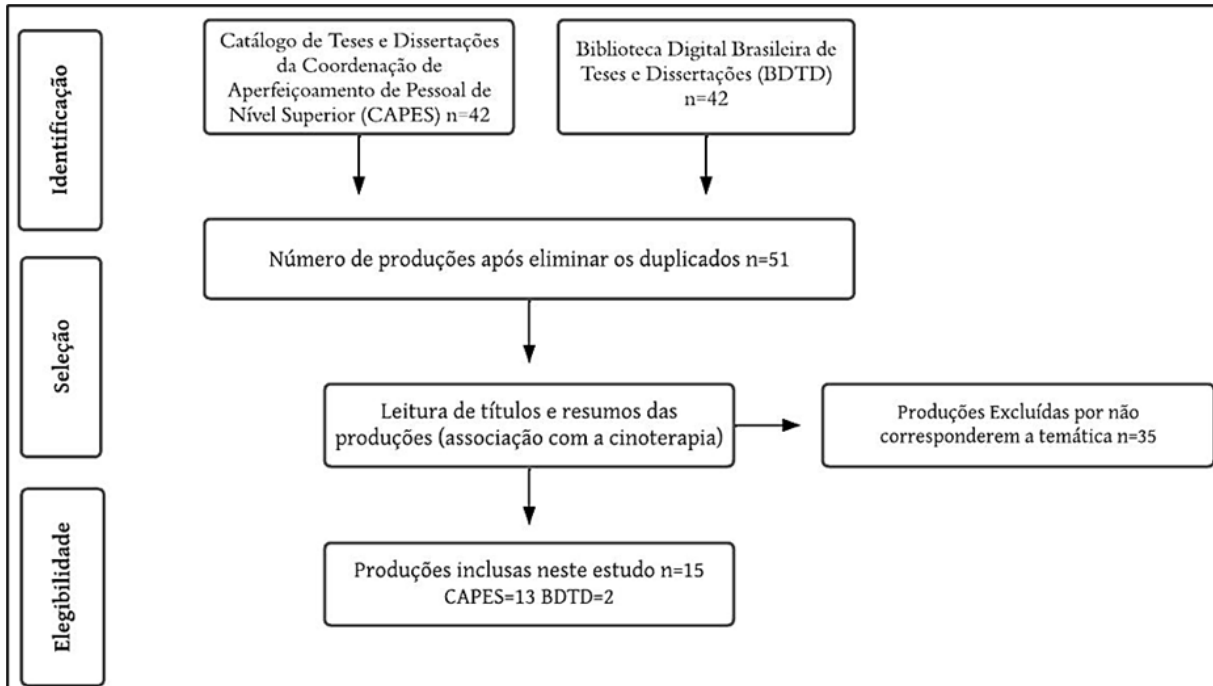 Identificação
Catálogo de Teses e Dissertações
da Coordenação de
Aperfeiçoamento de Pessoal de
Nível Superior (CAPES) n=42
Biblioteca Digital Brasileira de
Teses e Dissertações (BDTD)
n=42
Número de produções após eliminar os duplicados n=51
Seleção
Leitura de títulos e resumos das
produções (associação com a cinoterapia)
Produções Excluídas por não
corresponderem a temática n=35
Elegibilidade
Produções inclusas neste estudo n=15
CAPES=13 BDTD=2